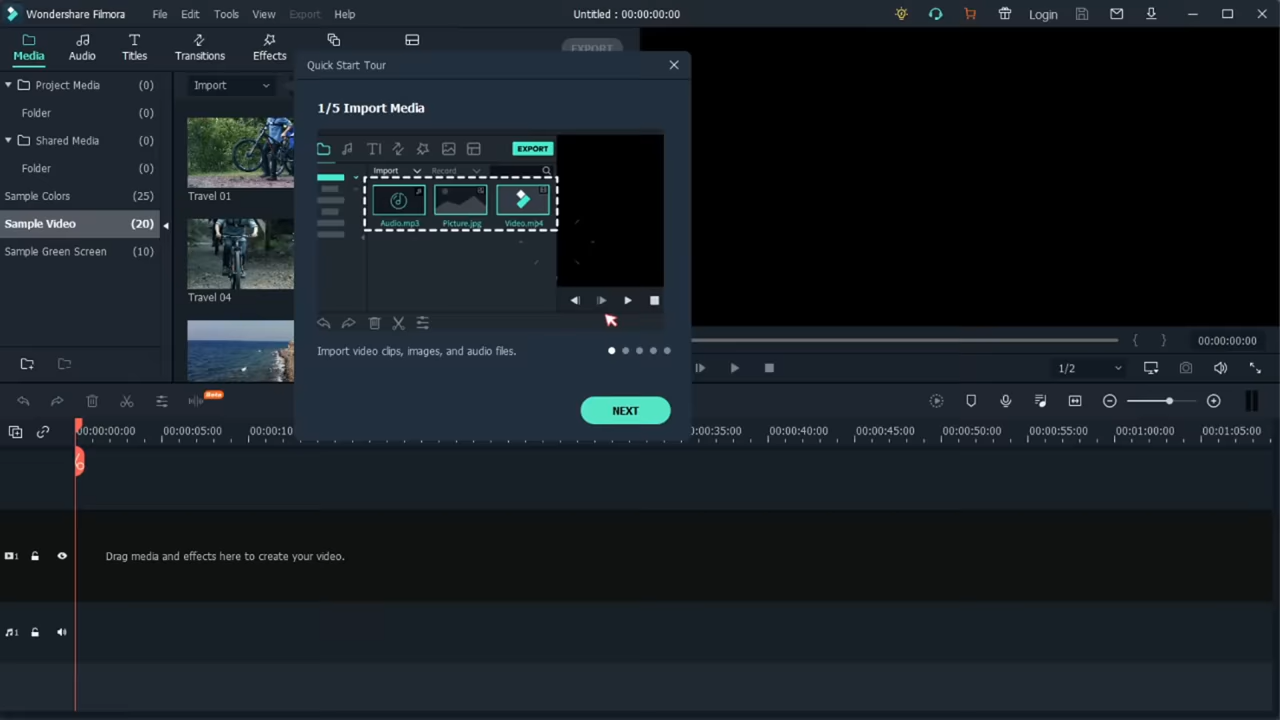 Wondershare Filmora File Edit Tools View Export Help Untitled : 00:00:00:00 Login
Media Audio Titles Transitions Effects EXPORT
Project Media (0)
Folder (0)
Shared Media (0)
Folder (0)
Sample Colors (25)
Sample Video (20)
Sample Green Screen (10)
Import
Travel 01
Travel 04
Quick Start Tour
1/5 Import Media
EXPORT
Import Record
Audio.mp3 Picture.jpg Video.mp4
Import video clips, images, and audio files.
NEXT
00:00:00:00
1/2
Beta
00:00:00:00 00:00:05:00 00:00:10 00:00:35:00 00:00:40:00 00:00:45:00 00:00:50:00 00:00:55:00 00:01:00:00 00:01:05:00
1 Drag media and effects here to create your video.
1